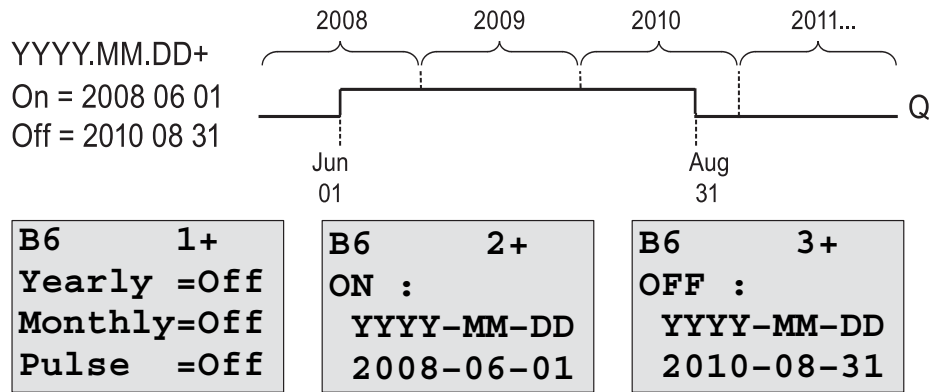 2008 2009 2010 2011...
YYYY.MM.DD+
On = 2008 06 01
Off = 2010 08 31
Q
Jun
01
Aug
31
B6 1+
Yearly =Off
Monthly=Off
Pulse =Off
B6 2+
ON :
YYYY-MM-DD
2008-06-01
B6 3+
OFF :
YYYY-MM-DD
2010-08-31